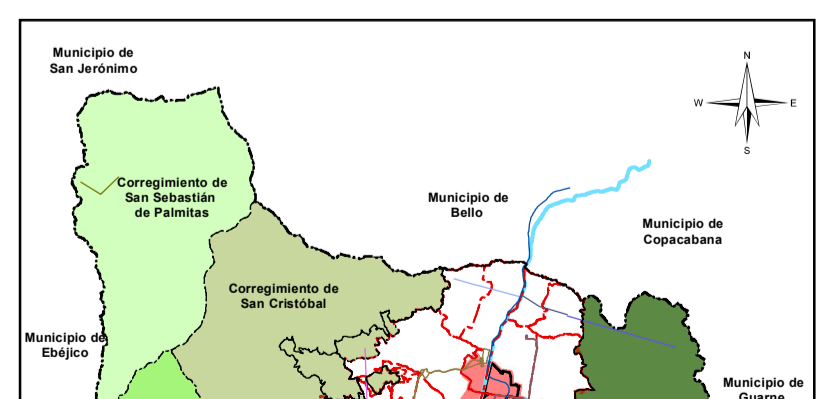 Municipio de
San Jerónimo
N
W
E
S
Corregimiento de
San Sebastián
de Palmitas
Municipio de
Bello
Municipio de
Copacabana
Corregimiento de
San Cristóbal
Municipio de
Ebéjico
Municipio de
Guarne